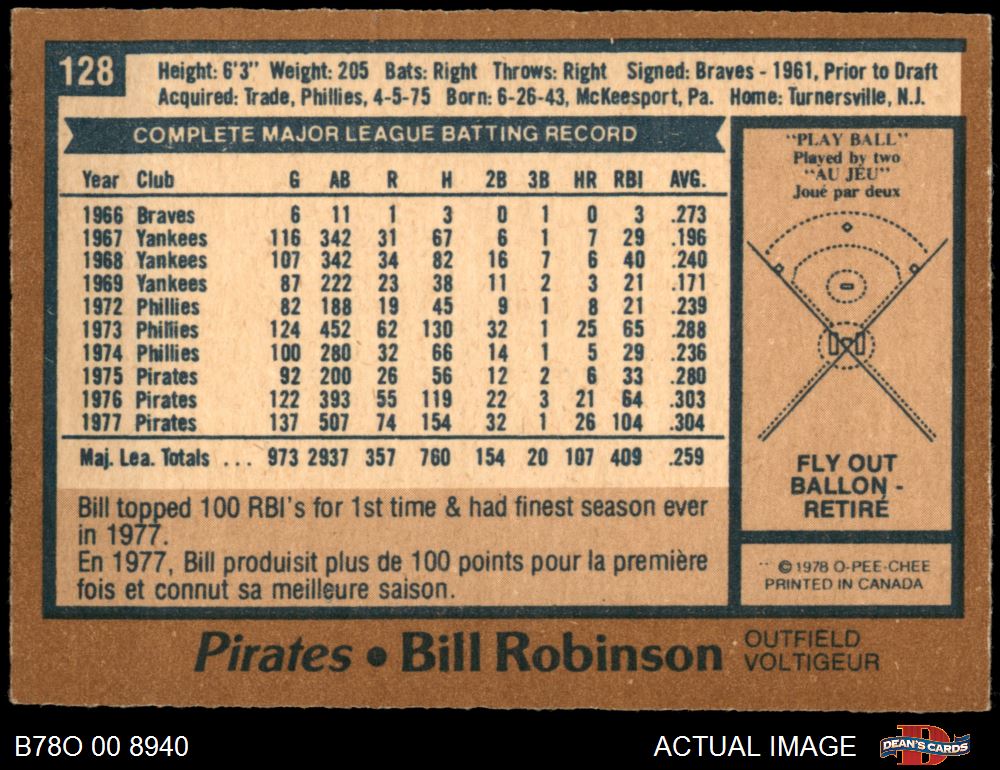 128
Height: 6'3" Weight: 205 Bats: Right Throws: Right Signed: Braves - 1961, Prior to Draft
Acquired: Trade, Phillies, 4-5-75 Born: 6-26-43, McKeesport, Pa. Home: Turnersville, N.J.
COMPLETE MAJOR LEAGUE BATTING RECORD
Year Club G AB R H 2B 3B HR RBI AVG.
1966 Braves 6 11 1 3 0 1 0 3 .273
1967 Yankees 116 342 31 67 6 1 7 29 .196
1968 Yankees 107 342 34 82 16 7 6 40 .240
1969 Yankees 87 222 23 38 11 2 3 21 .171
1972 Phillies 82 188 19 45 9 1 8 21 .239
1973 Phillies 124 452 62 130 32 1 25 65 .288
1974 Phillies 100 280 32 66 14 1 5 29 .236
1975 Pirates 92 200 26 56 12 2 6 33 .280
1976 Pirates 122 393 55 119 22 3 21 64 .303
1977 Pirates 137 507 74 154 32 1 26 104 .304
Maj. Lea. Totals ... 973 2937 357 760 154 20 107 409 .259
Bill topped 100 RBI's for 1st time & had finest season ever
in 1977.
En 1977, Bill produisit plus de 100 points pour la première
fois et connut sa meilleure saison.
"PLAY BALL"
Played by two
"AU JEU"
Joué par deux
FLY OUT
BALLON -
RETIRÉ
©1978 O-PEE-CHEE
PRINTED IN CANADA
Pirates • Bill Robinson
OUTFIELD
VOLTIGEUR
B78O 00 8940
ACTUAL IMAGE
DEAN'S CARDS